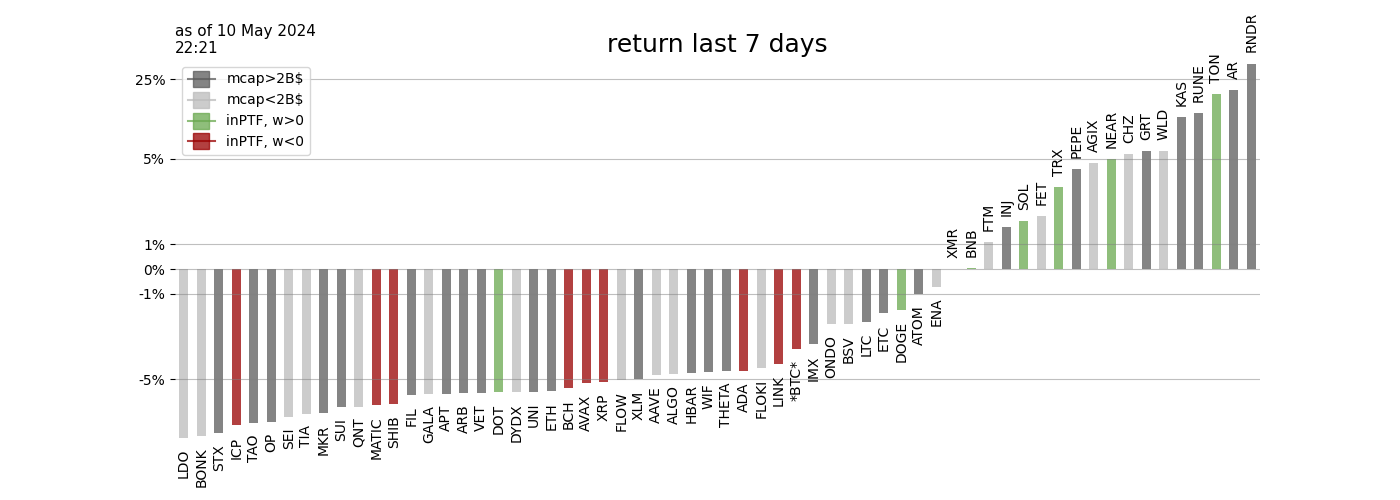 as of 10 May 2024
22:21
return last 7 days
mcap>2B$
mcap<2B$
inPTF, w>0
inPTF, w<0
25%
5%
1%
0%
-1%
-5%
LDO
BONK
STX
ICP
TAO
OP
SEI
TIA
MKR
SUI
QNT
MATIC
SHIB
FIL
GALA
APT
ARB
VET
DOT
DYDX
UNI
ETH
BCH
AVAX
XRP
FLOW
XLM
AAVE
ALGO
HBAR
WIF
THETA
ADA
FLOKI
LINK
*BTC*
IMX
ONDO
BSV
LTC
ETC
DOGE
ATOM
ENA
XMR
BNB
FTM
INJ
SOL
FET
TRX
PEPE
AGIX
NEAR
CHZ
GRT
WLD
KAS
RUNE
TON
AR
RNDR